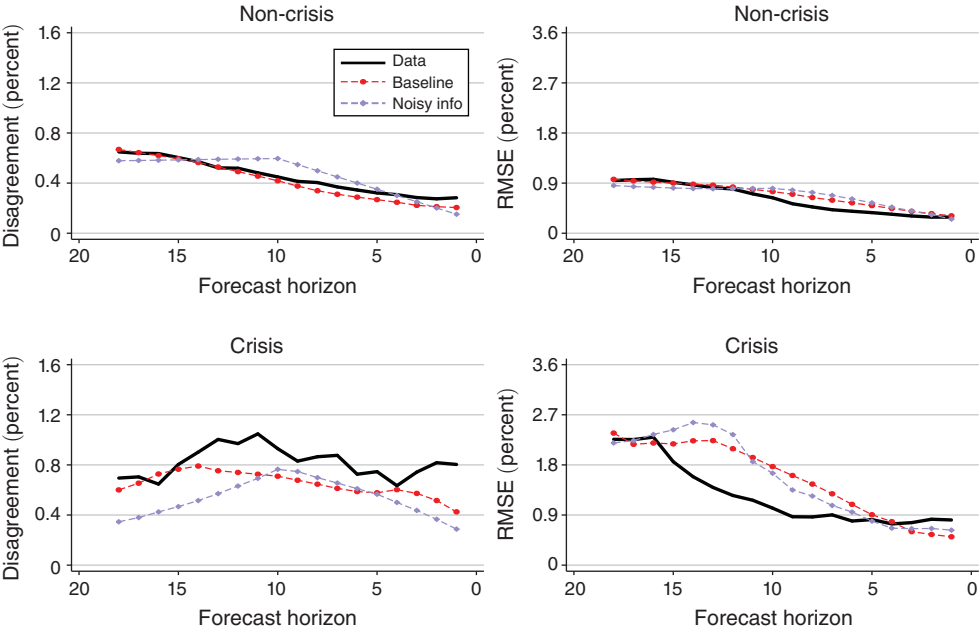 Non-crisis
Disagreement (percent)
1.6
1.2
0.8
0.4
0
Data
Baseline
Noisy info
20 15 10 5 0
Forecast horizon
Non-crisis
RMSE (percent)
3.6
2.7
1.8
0.9
0
20 15 10 5 0
Forecast horizon
Crisis
Disagreement (percent)
1.6
1.2
0.8
0.4
0
20 15 10 5 0
Forecast horizon
Crisis
RMSE (percent)
3.6
2.7
1.8
0.9
0
20 15 10 5 0
Forecast horizon